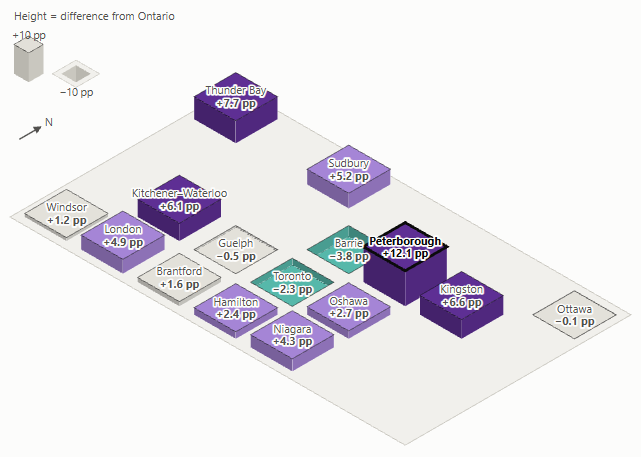 Height = difference from Ontario
+10 pp
−10 pp
N
Thunder Bay
+7.7 pp
Sudbury
+5.2 pp
Kitchener–Waterloo
+6.1 pp
Windsor
+1.2 pp
London
+4.9 pp
Guelph
−0.5 pp
Barrie
−3.8 pp
Peterborough
+12.1 pp
Brantford
+1.6 pp
Toronto
−2.3 pp
Hamilton
+2.4 pp
Oshawa
+2.7 pp
Kingston
+6.6 pp
Ottawa
−0.1 pp
Niagara
+4.3 pp